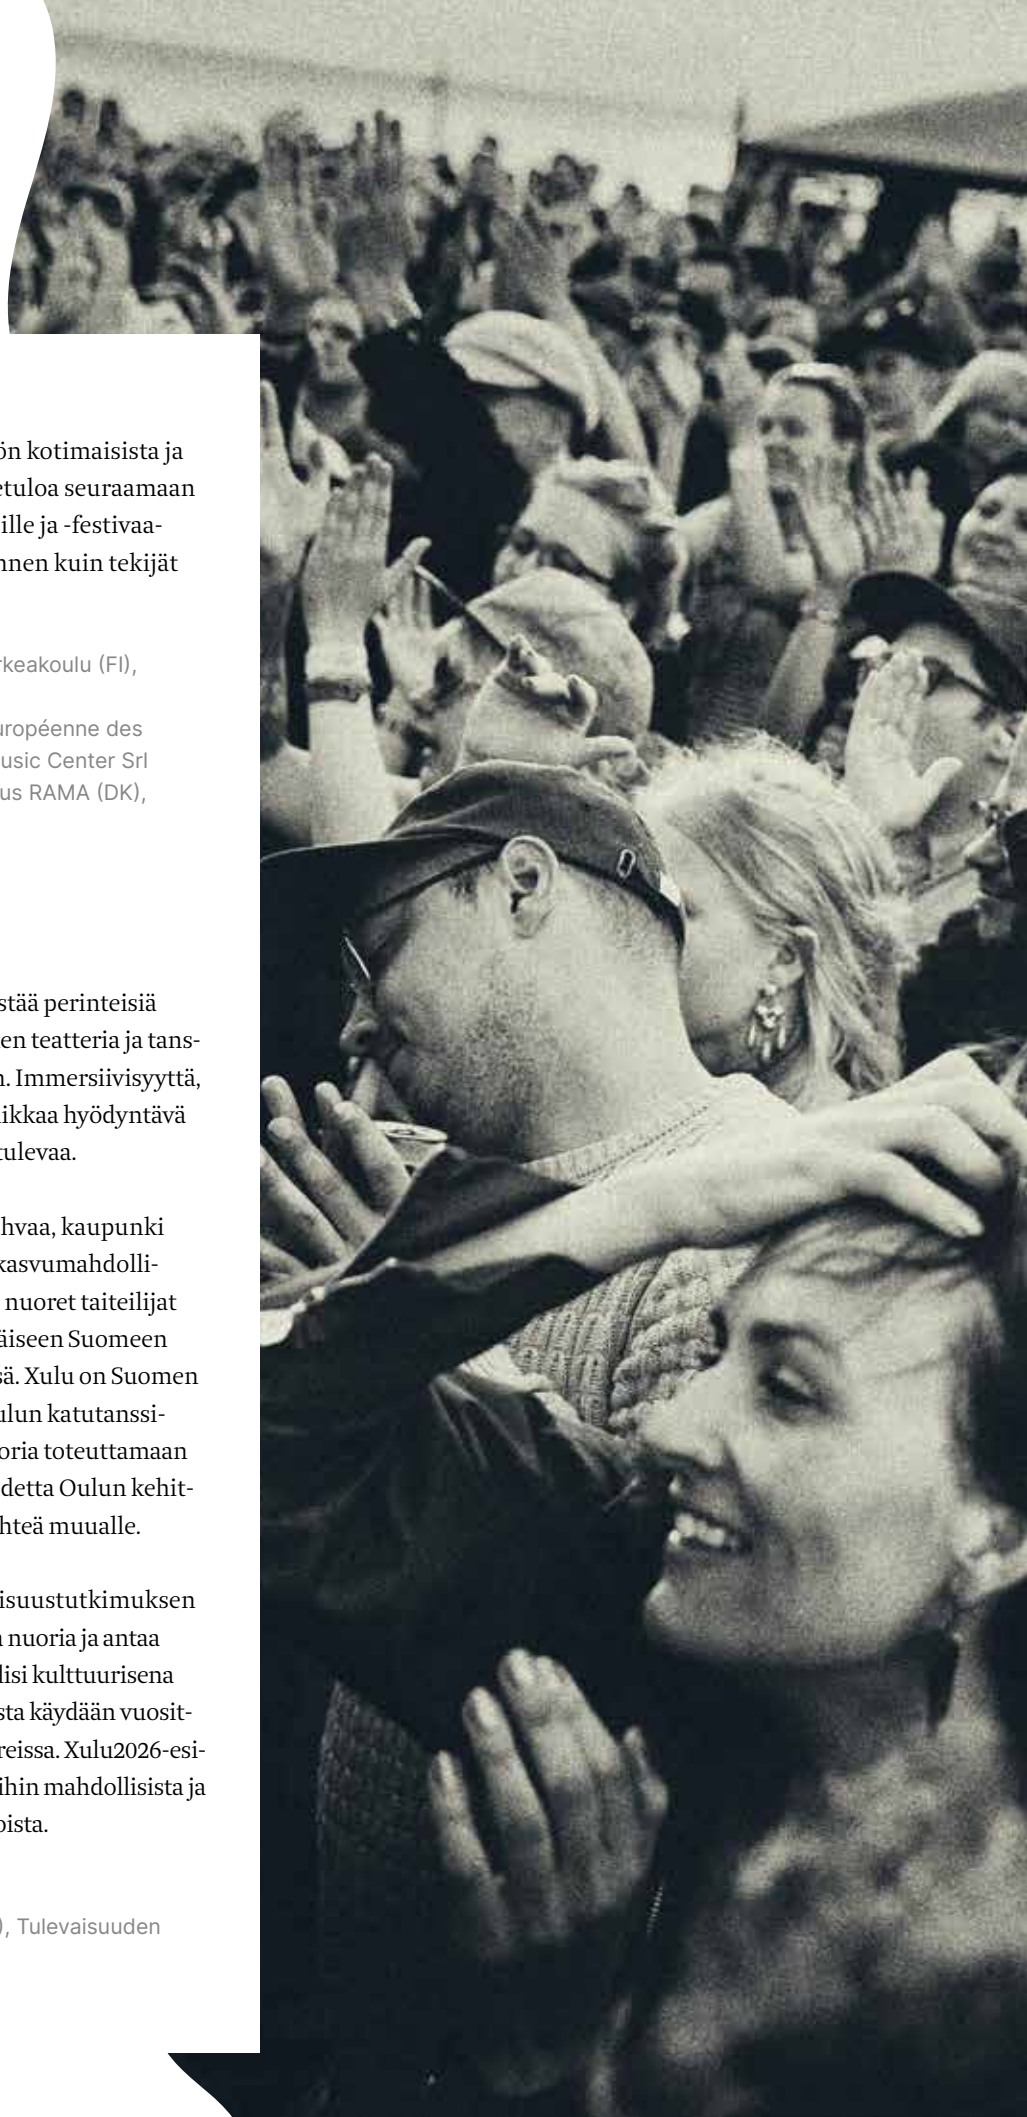 ön kotimaisista ja
etuloa seuraamaan
ille ja -festivaa-
nnen kuin tekijät
rkeakoulu (FI),
uropéenne des
usic Center Srl
us RAMA (DK),
stää perinteisiä
en teatteria ja tans-
n. Immersiivisyyttä,
iikkaa hyödyntävä
tulevaa.
hvaa, kaupunki
kasvumahdolli-
nuoret taiteilijat
äiseen Suomeen
sä. Xulu on Suomen
ulun katutanssi-
oria toteuttamaan
detta Oulun kehit-
hteä muualle.
isuustutkimuksen
n nuoria ja antaa
lisi kulttuurisena
sta käydään vuosit-
reissa. Xulu2026-esi-
ihin mahdollisista ja
oista.
), Tulevaisuuden